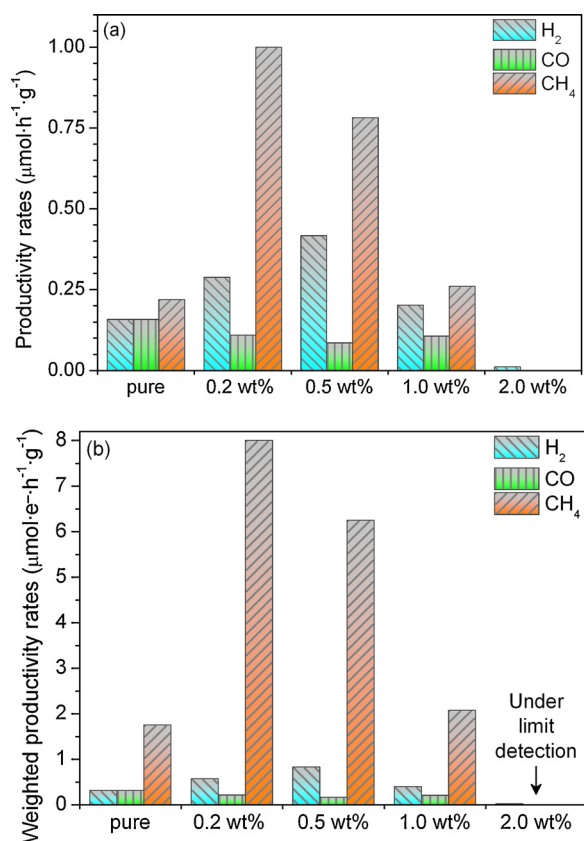 (a)
H₂
CO
CH₄
Productivity rates (μmol·h⁻¹·g⁻¹)
1.00
0.75
0.50
0.25
0.00
pure 0.2 wt% 0.5 wt% 1.0 wt% 2.0 wt%
(b)
H₂
CO
CH₄
Weighted productivity rates (μmol·e⁻·h⁻¹·g⁻¹)
8
7
6
5
4
3
2
1
0
Under
limit
detection
pure 0.2 wt% 0.5 wt% 1.0 wt% 2.0 wt%